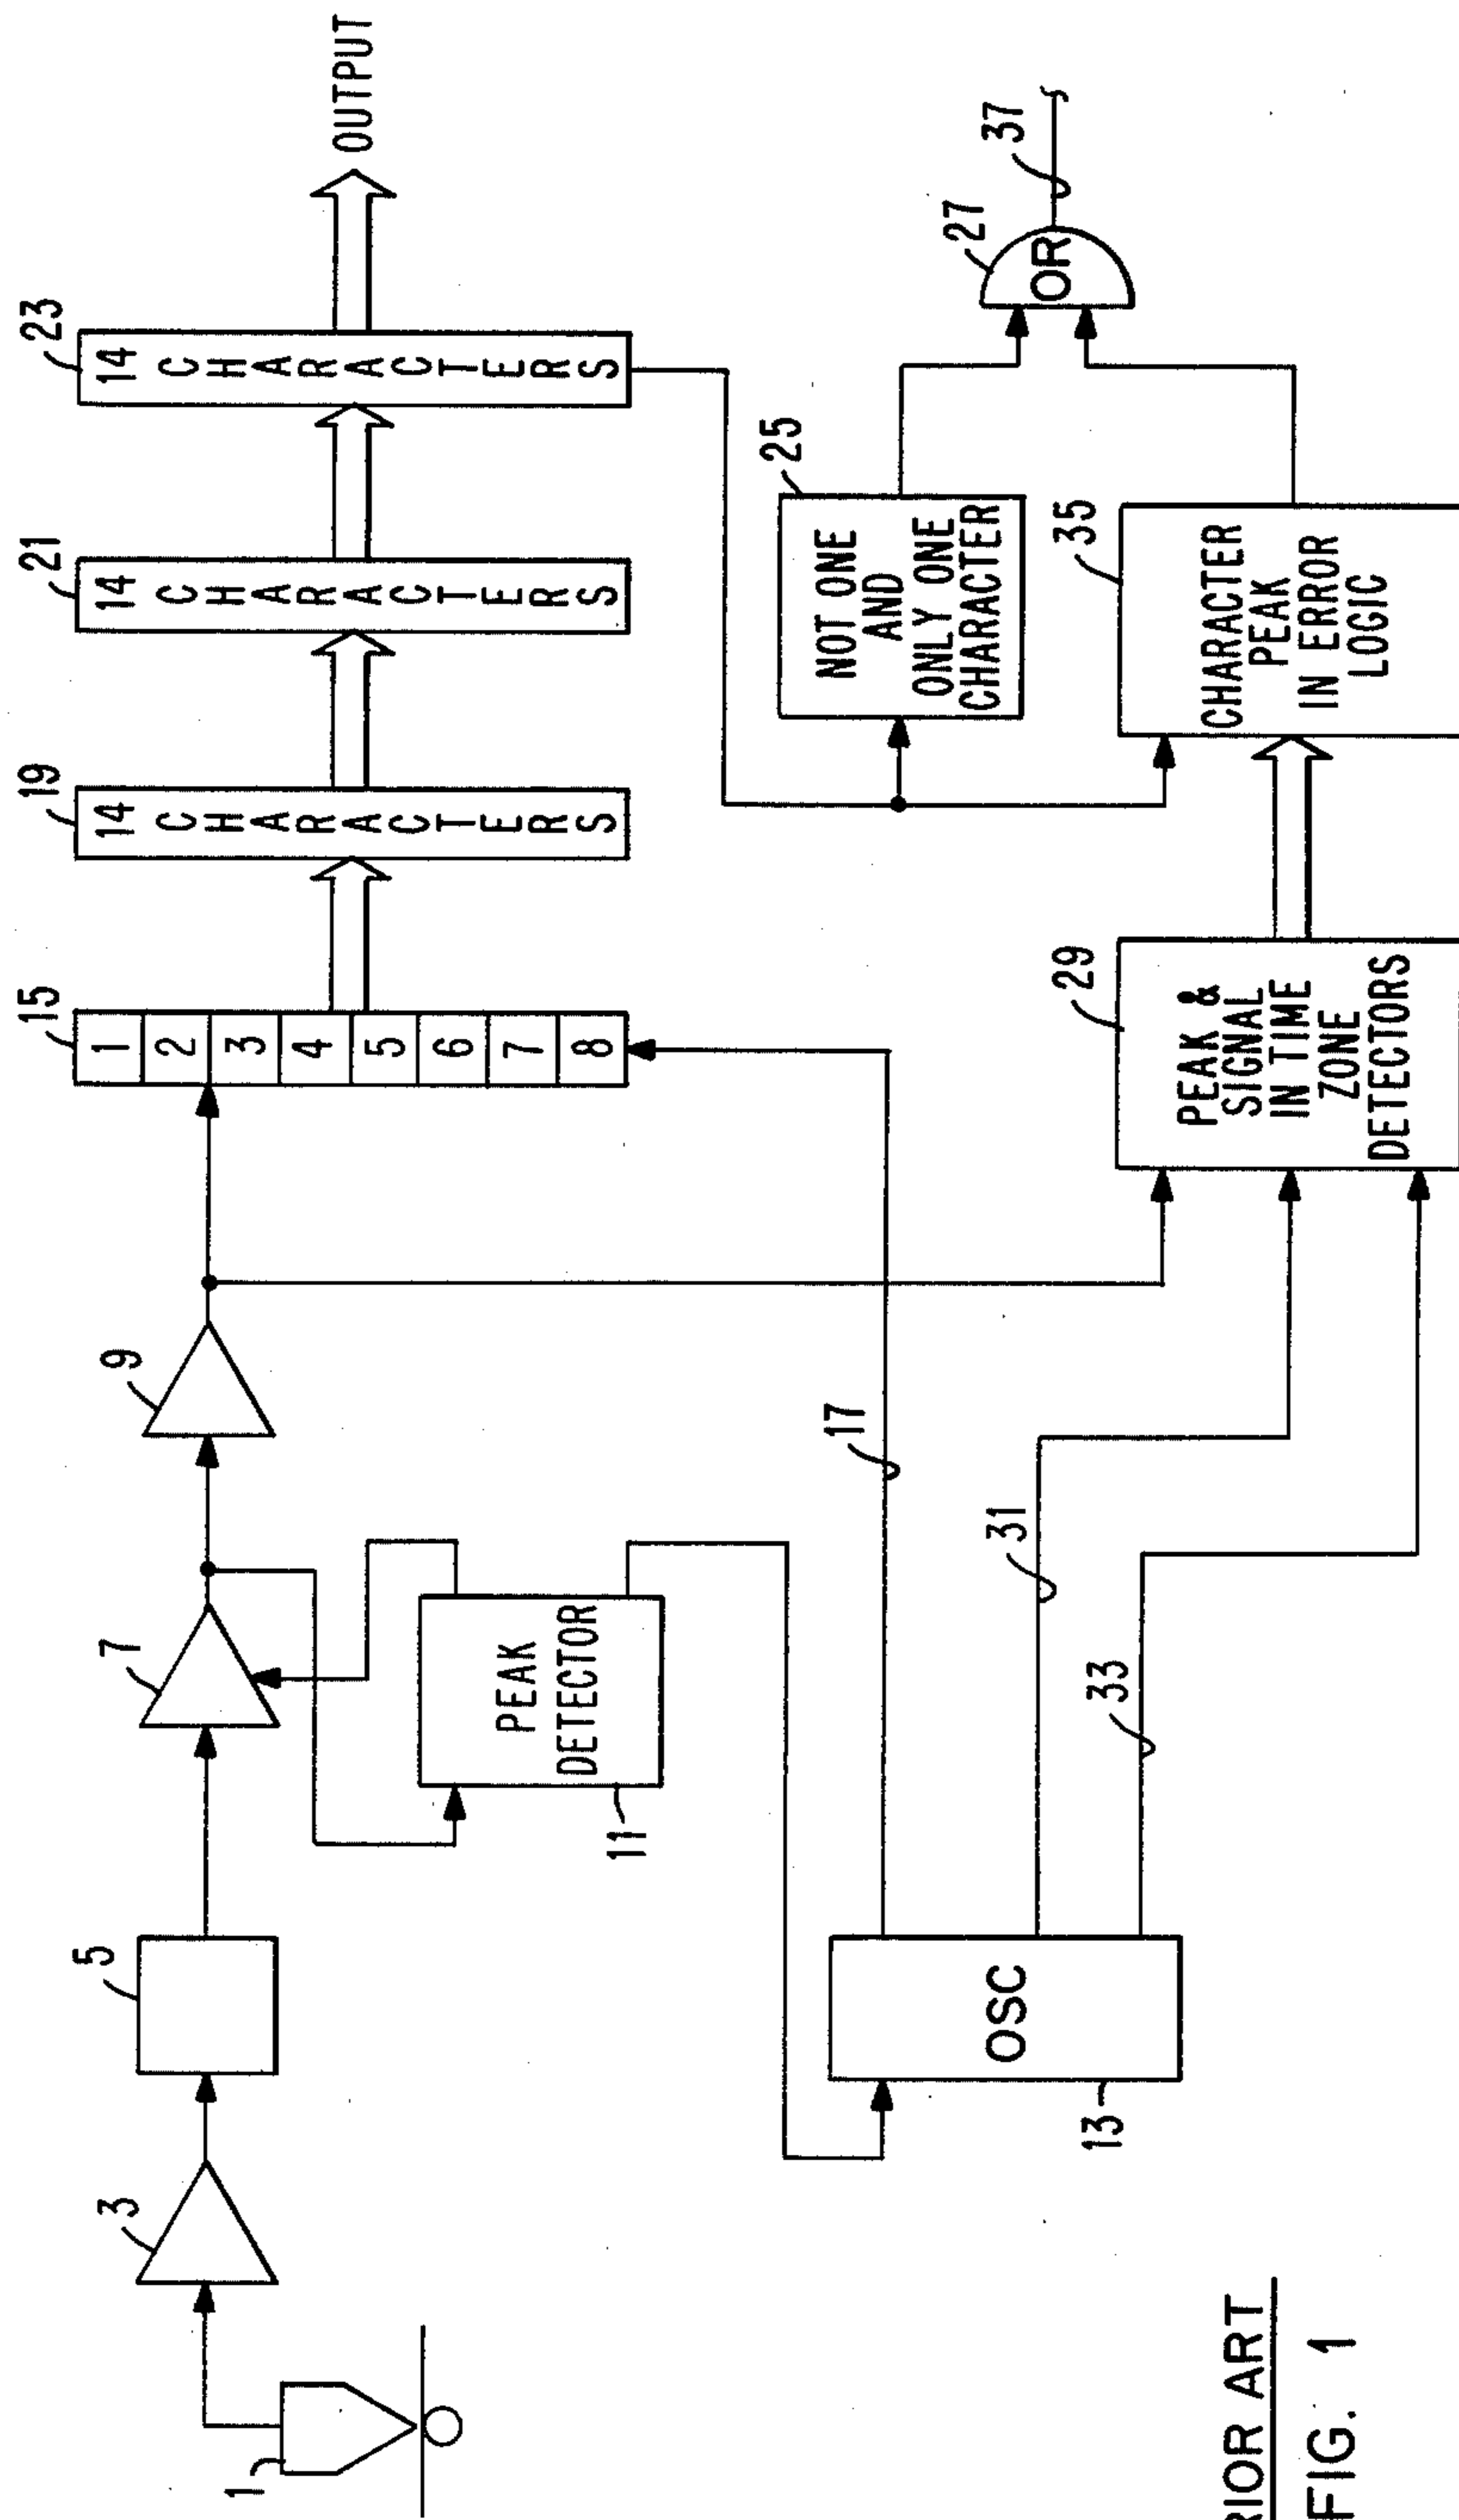 1
3
5
7
9
15
19
21
23
1
2
3
4
5
6
7
8
14 CHARACTERS
14 CHARACTERS
14 CHARACTERS
OUTPUT
PEAK
DETECTOR
11
17
25
NOT ONE
AND
ONLY ONE
CHARACTER
27
OR
37
OSC
13
31
33
29
PEAK &
SIGNAL
IN TIME
ZONE
DETECTORS
35
CHARACTER
PEAK
IN ERROR
LOGIC
RIOR ART
FIG. 1